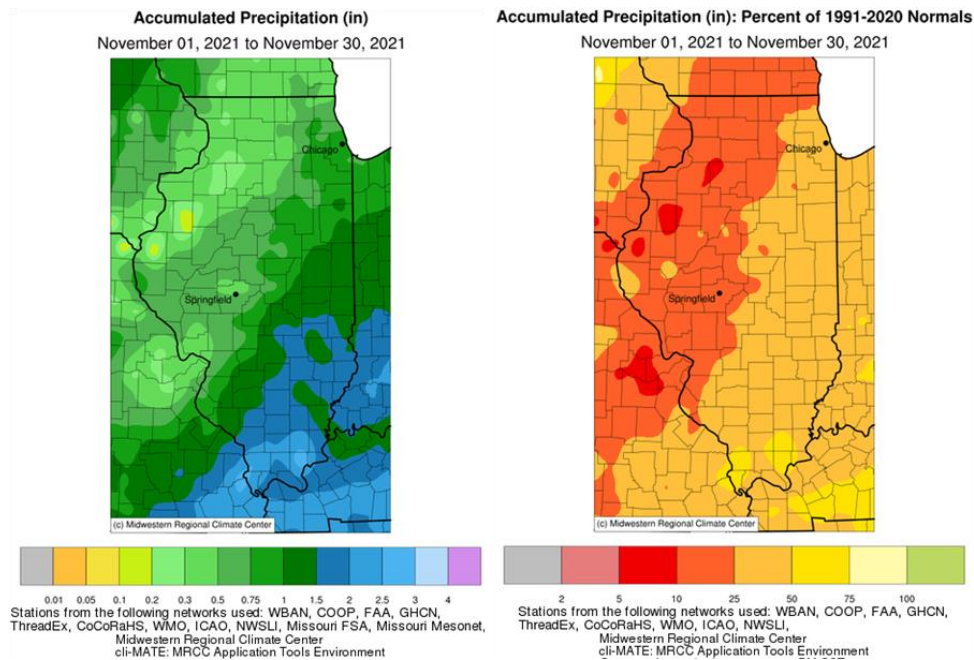 Accumulated Precipitation (in)
November 01, 2021 to November 30, 2021
Chicago
Springfield
(c) Midwestern Regional Climate Center
0.01 0.05 0.1 0.2 0.3 0.5 0.75 1 1.5 2 2.5 3 4
Stations from the following networks used: WBAN, COOP, FAA, GHCN,
ThreadEx, CoCoRaHS, WMO, ICAO, NWSLI, Missouri FSA, Missouri Mesonet,
Midwestern Regional Climate Center
cli-MATE: MRCC Application Tools Environment
Accumulated Precipitation (in): Percent of 1991-2020 Normals
November 01, 2021 to November 30, 2021
Chicago
Springfield
(c) Midwestern Regional Climate Center
2 5 10 25 50 75 100
Stations from the following networks used: WBAN, COOP, FAA, GHCN,
ThreadEx, CoCoRaHS, WMO, ICAO, NWSLI,
Midwestern Regional Climate Center
cli-MATE: MRCC Application Tools Environment